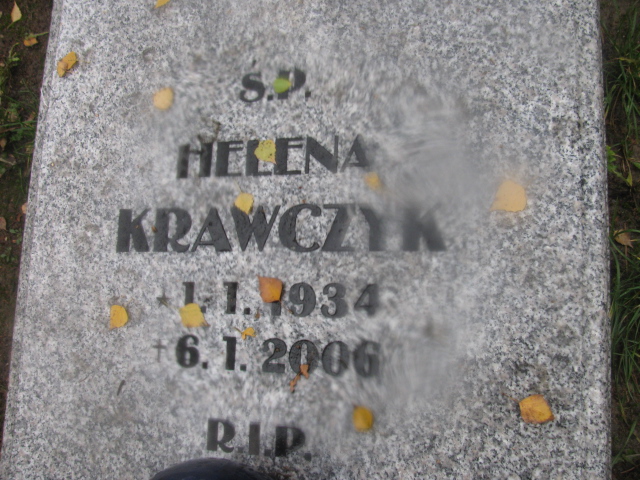 Ś.P.
HELENA
KRAWCZYK
* 1. 1. 1934
+ 6. 1. 2006
R.I.P.